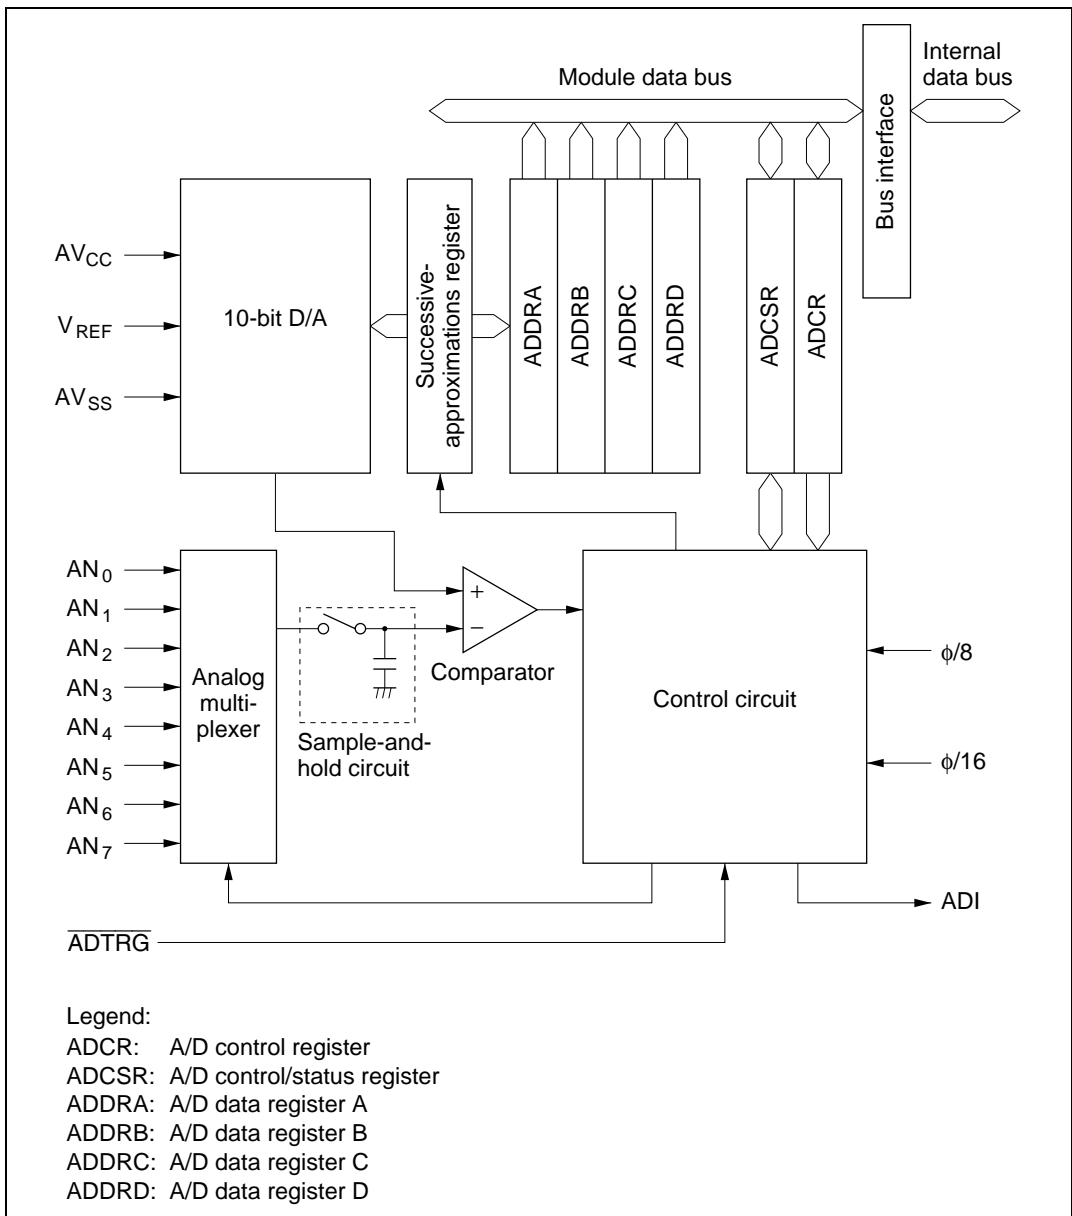 Module data bus
Internal
data bus
Bus interface
AVCC
VREF
AVSS
10-bit D/A
Successive-
approximations register
ADDRA
ADDRB
ADDRC
ADDRD
ADCSR
ADCR
AN0
AN1
AN2
AN3
AN4
AN5
AN6
AN7
Analog
multi-
plexer
Sample-and-
hold circuit
+
−
Comparator
Control circuit
ϕ/8
ϕ/16
ADI
ADTRG
Legend:
ADCR: A/D control register
ADCSR: A/D control/status register
ADDRA: A/D data register A
ADDRB: A/D data register B
ADDRC: A/D data register C
ADDRD: A/D data register D